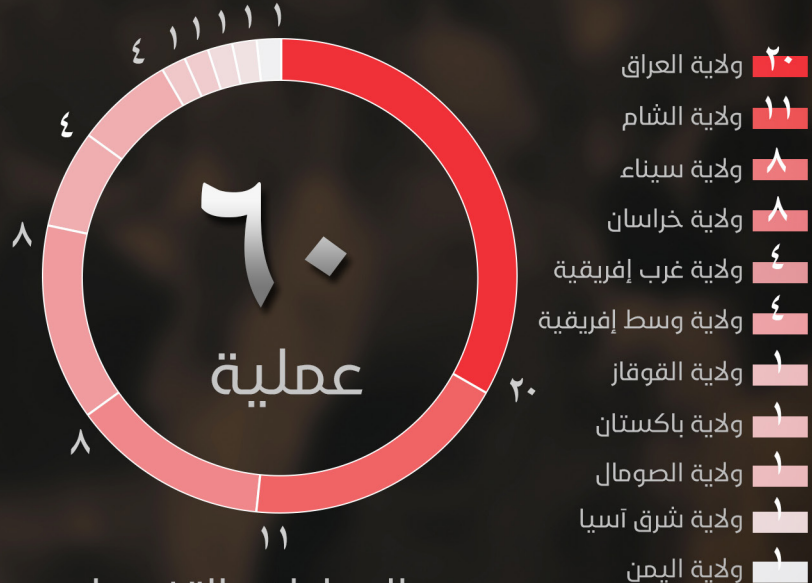 ١
١
١
١
١
٤
٤
٨
٨
١١
٢٠
٦٠
عملية
٢٠ ولاية العراق
١١ ولاية الشام
٨ ولاية سيناء
٨ ولاية خراسان
٤ ولاية غرب إفريقية
٤ ولاية وسط إفريقية
١ ولاية القوقاز
١ ولاية باكستان
١ ولاية الصومال
١ ولاية شرق آسيا
١ ولاية اليمن